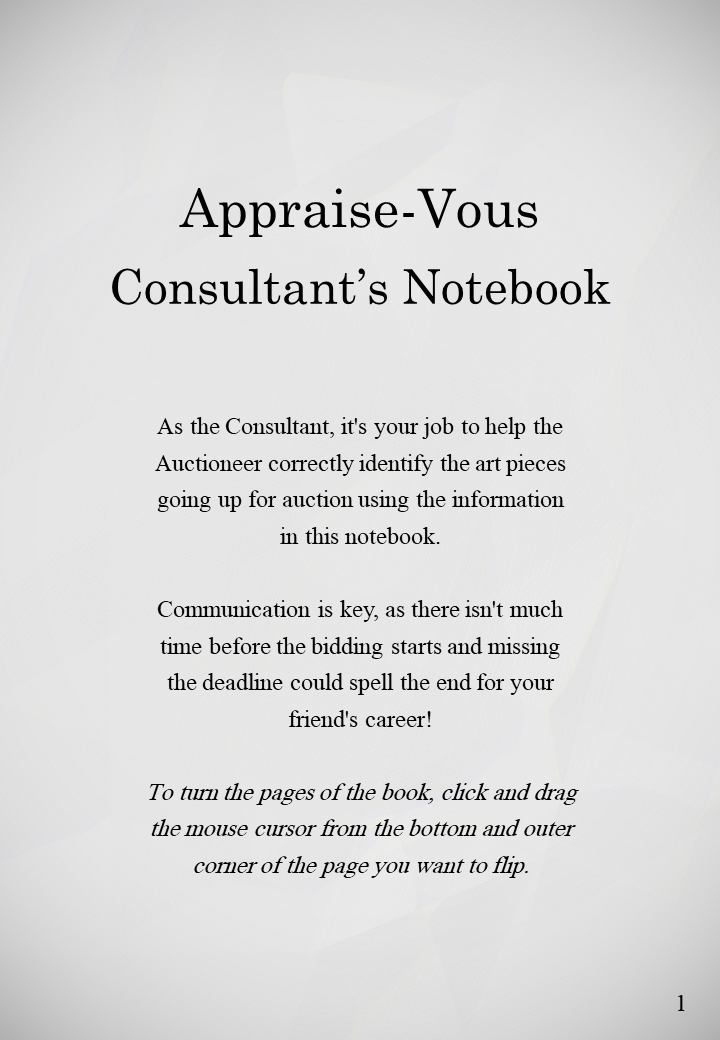 Appraise-Vous
Consultant’s Notebook
As the Consultant, it's your job to help the
Auctioneer correctly identify the art pieces
going up for auction using the information
in this notebook.
Communication is key, as there isn't much
time before the bidding starts and missing
the deadline could spell the end for your
friend's career!
To turn the pages of the book, click and drag
the mouse cursor from the bottom and outer
corner of the page you want to flip.
1